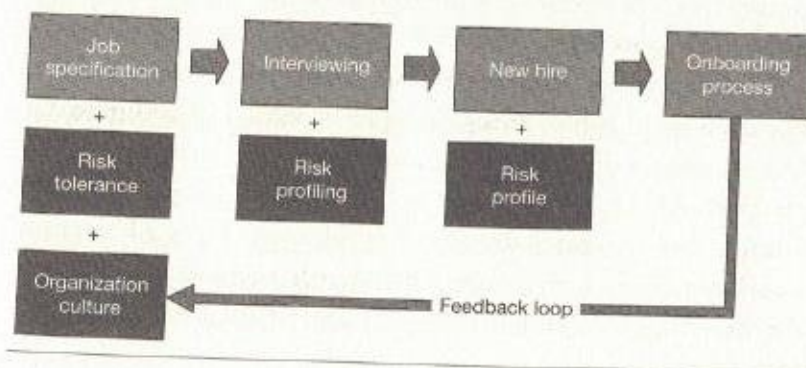 Job
specification
Interviewing
New hire
Onboarding
process
+
+
+
Risk
tolerance
Risk
profiling
Risk
profile
+
Organization
culture
Feedback loop